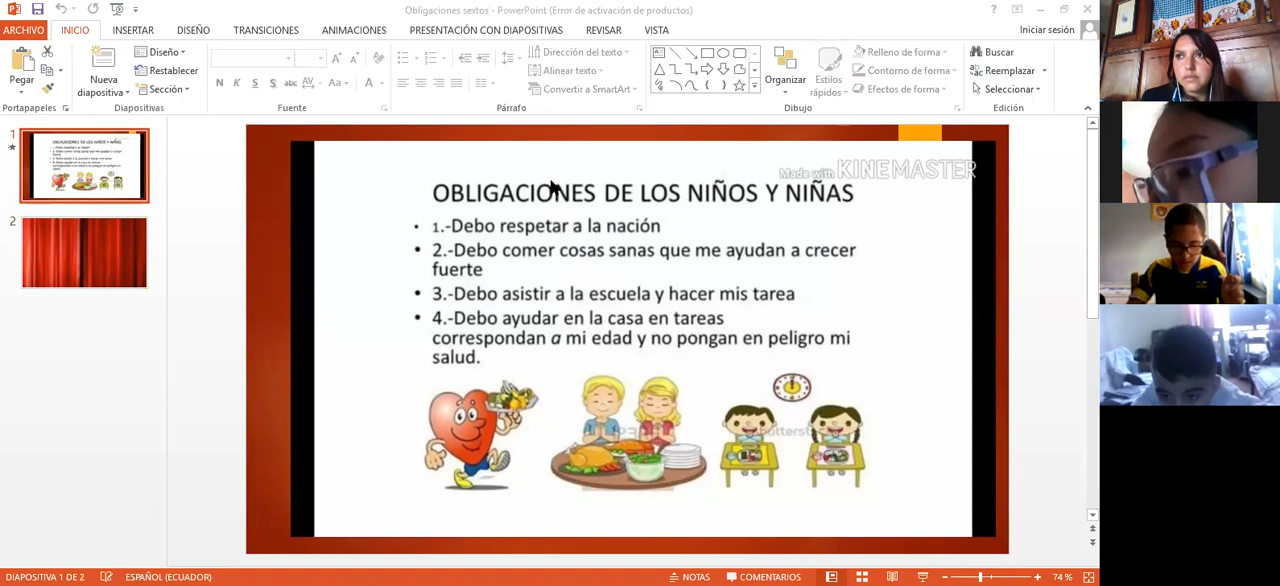 Obligaciones sextos - PowerPoint (Error de activación de productos)
ARCHIVO INICIO INSERTAR DISEÑO TRANSICIONES ANIMACIONES PRESENTACIÓN CON DIAPOSITIVAS REVISAR VISTA Iniciar sesión
Pegar
Nueva diapositiva
Diseño
Restablecer
Sección
N K S S abc AV Aa A
Dirección del texto
Alinear texto
Convertir a SmartArt
Organizar
Estilos rápidos
Relleno de forma
Contorno de forma
Efectos de forma
Buscar
Reemplazar
Seleccionar
Portapapeles Diapositivas Fuente Párrafo Dibujo Edición
1
2
Made with KINEMASTER
OBLIGACIONES DE LOS NIÑOS Y NIÑAS
• 1.-Debo respetar a la nación
• 2.-Debo comer cosas sanas que me ayudan a crecer
fuerte
• 3.-Debo asistir a la escuela y hacer mis tarea
• 4.-Debo ayudar en la casa en tareas
correspondan a mi edad y no pongan en peligro mi
salud.
DIAPOSITIVA 1 DE 2 ESPAÑOL (ECUADOR) NOTAS COMENTARIOS 74 %